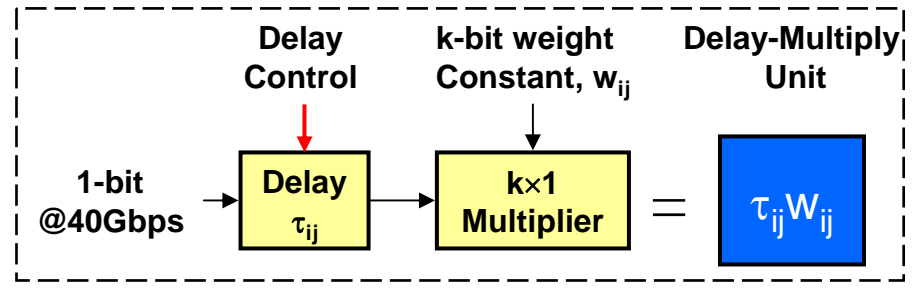 Delay
Control
k-bit weight
Constant, wij
Delay-Multiply
Unit
1-bit
@40Gbps
Delay
τij
k×1
Multiplier
=
τijwij